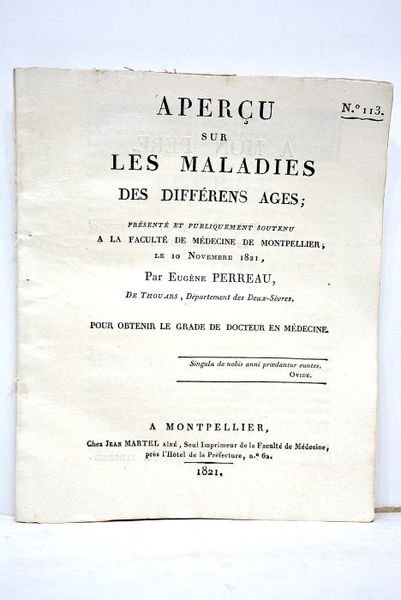 N.º 113.
APERÇU
SUR
LES MALADIES
DES DIFFÉRENS AGES;
PRÉSENTÉ ET PUBLIQUEMENT SOUTENU
A LA FACULTÉ DE MÉDECINE DE MONTPELLIER;
LE 10 NOVEMBRE 1821,
Par EUGÈNE PERREAU,
DE THOUARS, Département des Deux-Sèvres.
POUR OBTENIR LE GRADE DE DOCTEUR EN MÉDECINE.
Singula de nobis anni prædantur euntes.
OVIDE.
A MONTPELLIER,
Chez JEAN MARTEL AÎNÉ, Seul Imprimeur de la Faculté de Médecine,
près l'Hôtel de la Préfecture, n.º 62.
1821.